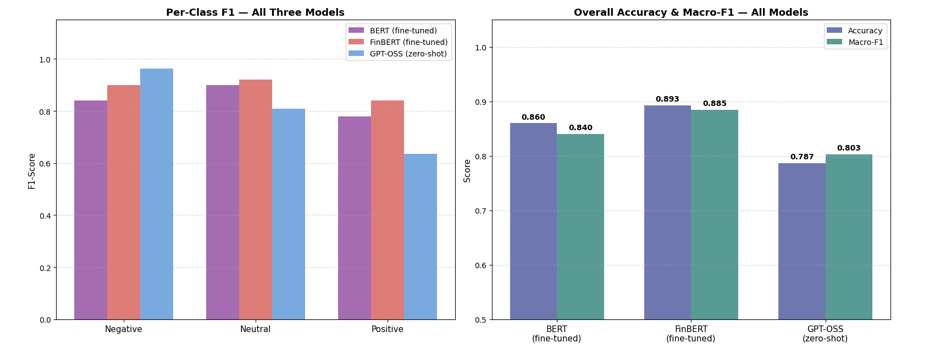 Per-Class F1 — All Three Models
BERT (fine-tuned)
FinBERT (fine-tuned)
GPT-OSS (zero-shot)
F1-Score
1.0
0.8
0.6
0.4
0.2
0.0
Negative
Neutral
Positive
Overall Accuracy & Macro-F1 — All Models
Accuracy
Macro-F1
Score
1.0
0.9
0.8
0.7
0.6
0.5
0.860
0.840
0.893
0.885
0.787
0.803
BERT
(fine-tuned)
FinBERT
(fine-tuned)
GPT-OSS
(zero-shot)